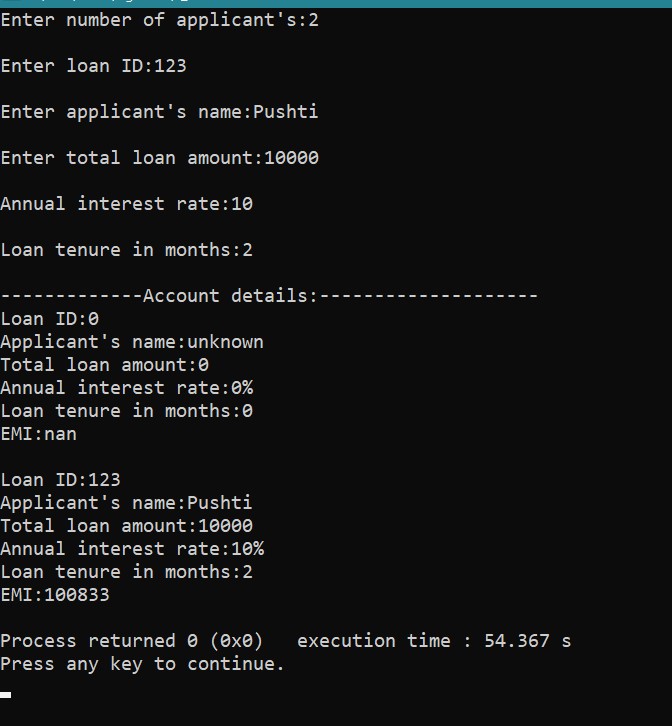 Enter number of applicant's:2
Enter loan ID:123
Enter applicant's name:Pushti
Enter total loan amount:10000
Annual interest rate:10
Loan tenure in months:2
-------------Account details:--------------------
Loan ID:0
Applicant's name:unknown
Total loan amount:0
Annual interest rate:0%
Loan tenure in months:0
EMI:nan
Loan ID:123
Applicant's name:Pushti
Total loan amount:10000
Annual interest rate:10%
Loan tenure in months:2
EMI:100833
Process returned 0 (0x0)   execution time : 54.367 s
Press any key to continue.